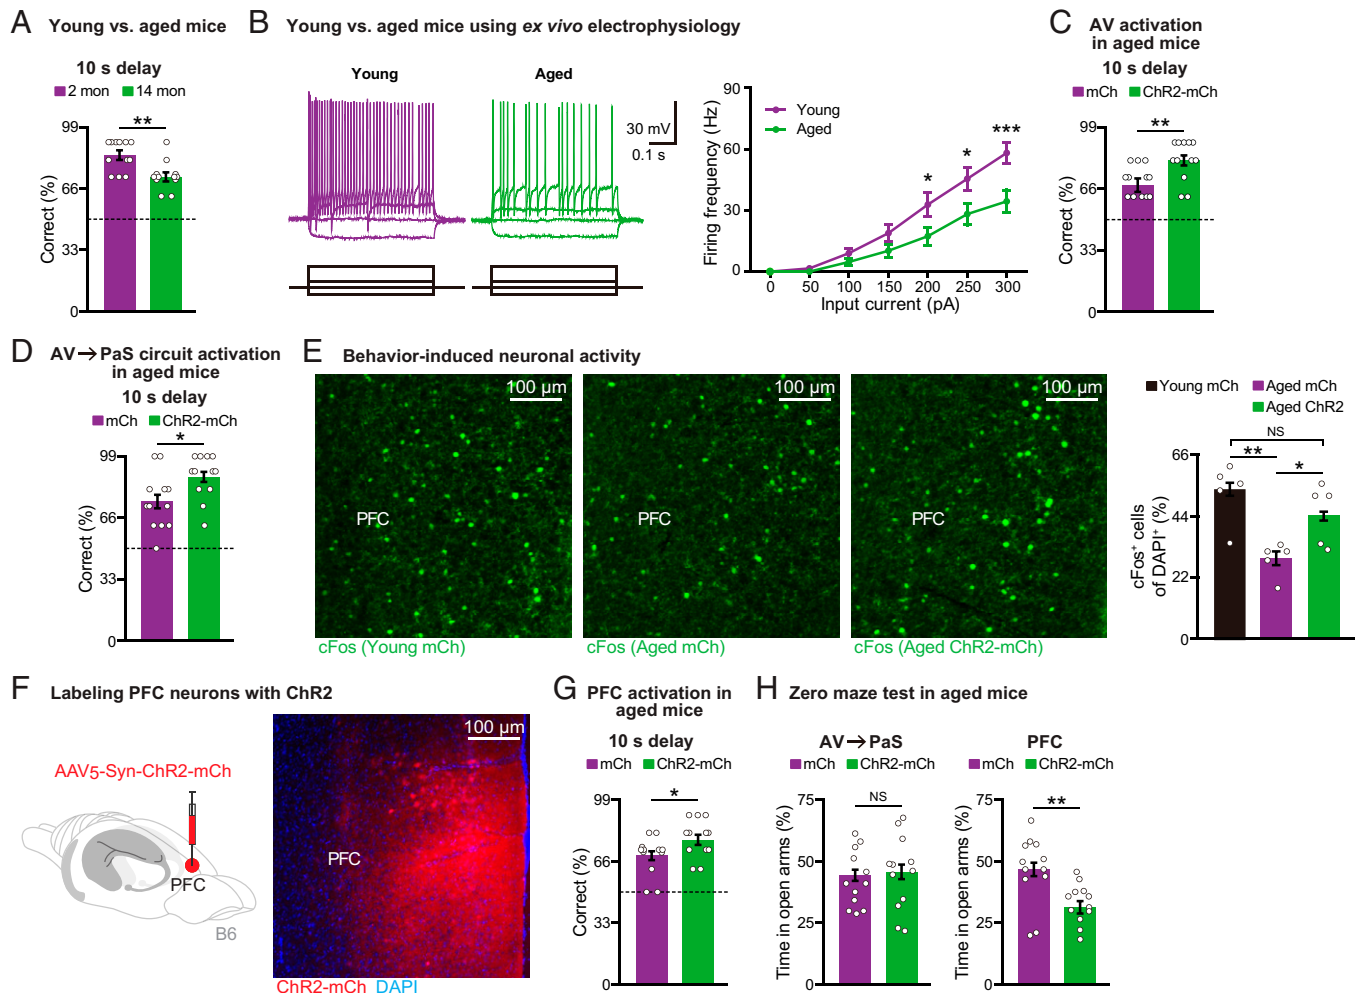 A Young vs. aged mice
10 s delay
2 mon 14 mon
**
99
66
33
0
Correct (%)
B Young vs. aged mice using ex vivo electrophysiology
Young
Aged
30 mV
0.1 s
90
60
30
0
Firing frequency (Hz)
Young
Aged
*
*
***
0 50 100 150 200 250 300
Input current (pA)
C AV activation
in aged mice
10 s delay
mCh ChR2-mCh
**
99
66
33
0
Correct (%)
D AV→PaS circuit activation
in aged mice
10 s delay
mCh ChR2-mCh
*
99
66
33
0
Correct (%)
E Behavior-induced neuronal activity
100 µm
PFC
cFos (Young mCh)
100 µm
PFC
cFos (Aged mCh)
100 µm
PFC
cFos (Aged ChR2-mCh)
Young mCh Aged mCh
Aged ChR2
NS
**
*
66
44
22
0
cFos⁺ cells
of DAPI⁺ (%)
F Labeling PFC neurons with ChR2
AAV5-Syn-ChR2-mCh
PFC
B6
100 µm
PFC
ChR2-mCh DAPI
G PFC activation in
aged mice
10 s delay
mCh ChR2-mCh
*
99
66
33
0
Correct (%)
H Zero maze test in aged mice
AV→PaS
mCh ChR2-mCh
NS
75
50
25
0
Time in open arms (%)
PFC
mCh ChR2-mCh
**
75
50
25
0
Time in open arms (%)